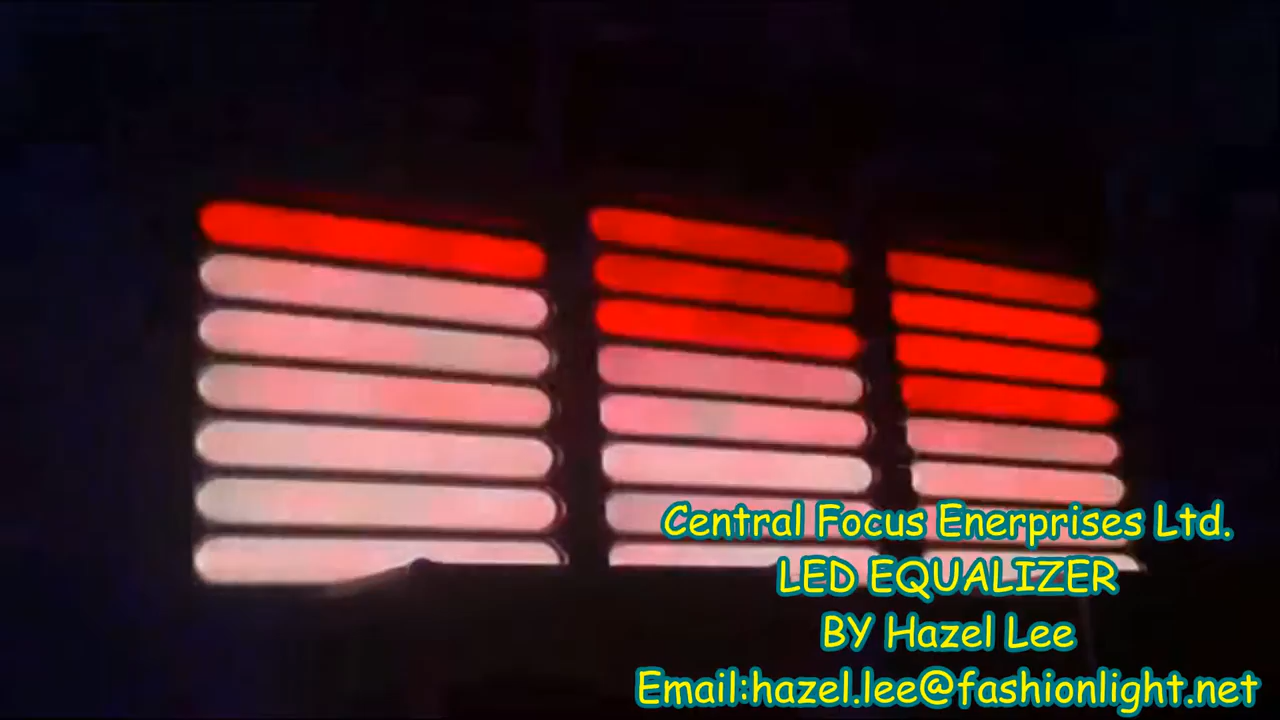 Central Focus Enerprises Ltd.
LED EQUALIZER
BY Hazel Lee
Email:hazel.lee@fashionlight.net